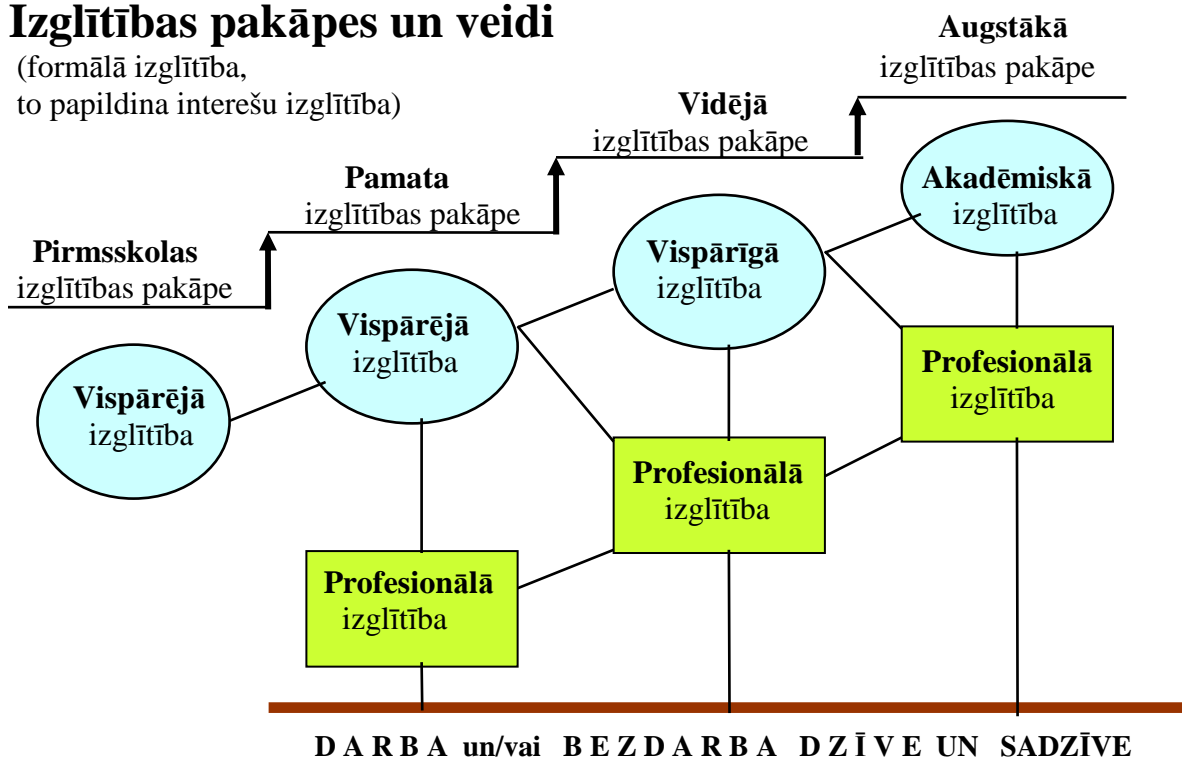 Izglītības pakāpes un veidi
(formālā izglītība,
to papildina interešu izglītība)
Augstākā
izglītības pakāpe
Vidējā
izglītības pakāpe
Pamata
izglītības pakāpe
Pirmsskolas
izglītības pakāpe
Akadēmiskā
izglītība
Vispārīgā
izglītība
Vispārējā
izglītība
Vispārējā
izglītība
Profesionālā
izglītība
Profesionālā
izglītība
Profesionālā
izglītība
D A R B A un/vai B E Z D A R B A D Z Ī V E UN SADZĪVE